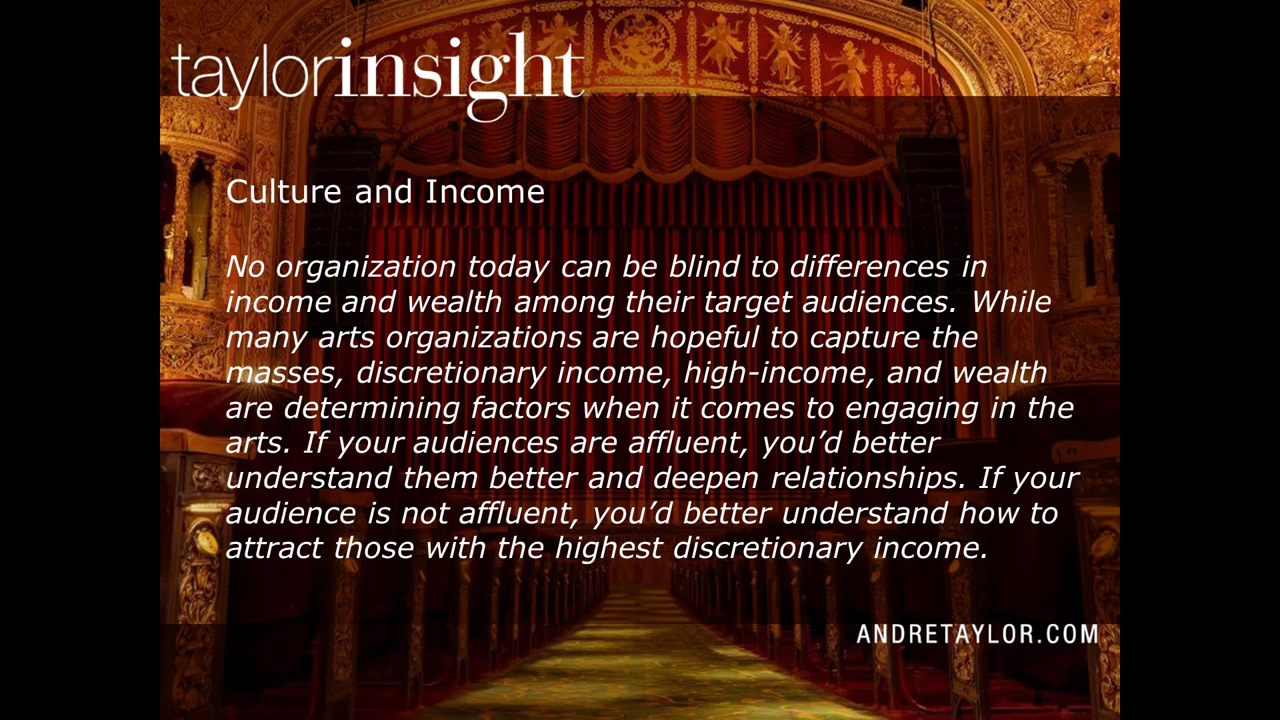 taylorinsight
Culture and Income
No organization today can be blind to differences in
income and wealth among their target audiences. While
many arts organizations are hopeful to capture the
masses, discretionary income, high-income, and wealth
are determining factors when it comes to engaging in the
arts. If your audiences are affluent, you’d better
understand them better and deepen relationships. If your
audience is not affluent, you’d better understand how to
attract those with the highest discretionary income.
ANDRETAYLOR.COM